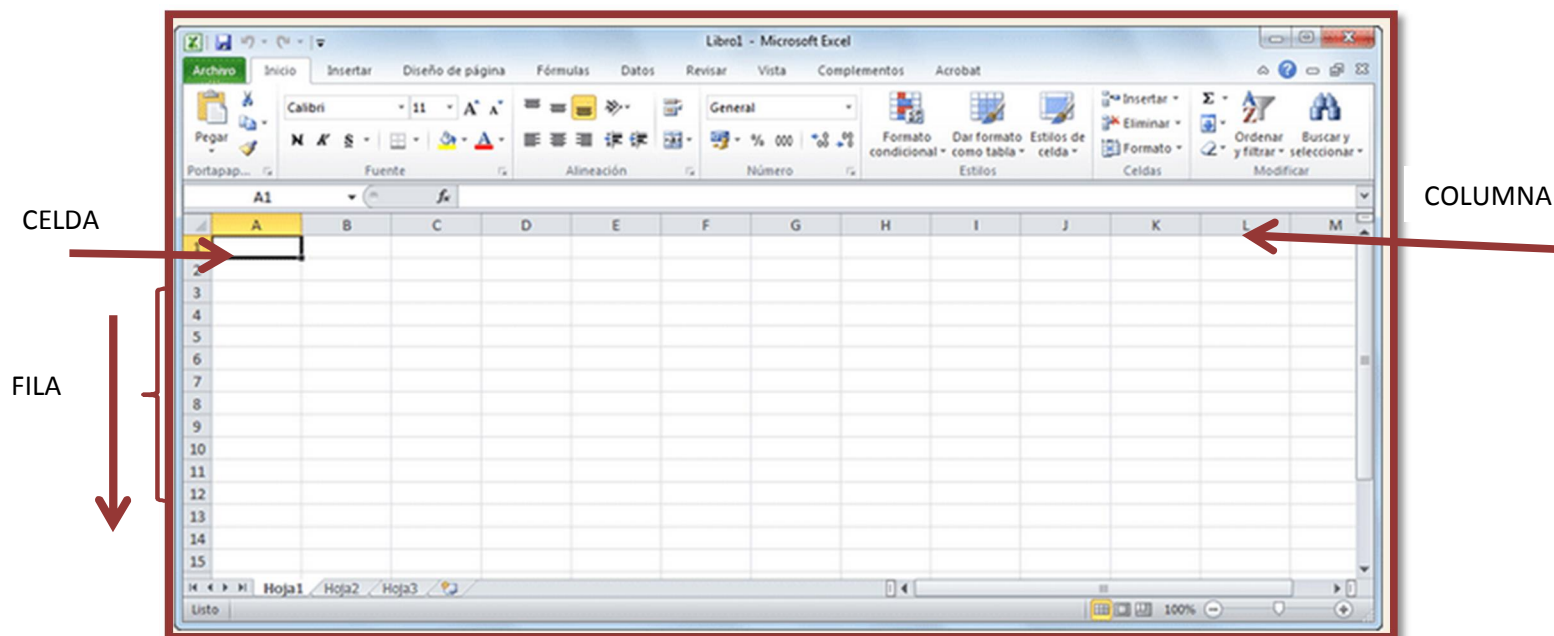 Libro1 - Microsoft Excel
Archivo Inicio Insertar Diseño de página Fórmulas Datos Revisar Vista Complementos Acrobat
Pegar
Calibri 11
General
Formato condicional
Dar formato como tabla
Estilos de celda
Insertar
Eliminar
Formato
Ordenar y filtrar
Buscar y seleccionar
N K S
% 000
Portapap... Fuente Alineación Número Estilos Celdas Modificar
A1 fx
COLUMNA
CELDA
A B C D E F G H I J K L M
1
2
3
4
5
6
7
FILA
8
9
10
11
12
13
14
15
Hoja1 Hoja2 Hoja3
Listo 100%